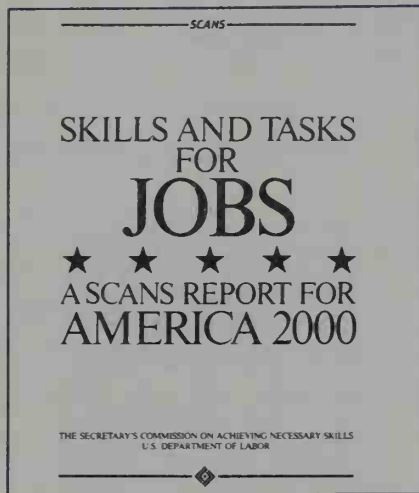 SCANS
SKILLS AND TASKS
FOR
JOBS
A SCANS REPORT FOR
AMERICA 2000
THE SECRETARY'S COMMISSION ON ACHIEVING NECESSARY SKILLS
U.S. DEPARTMENT OF LABOR